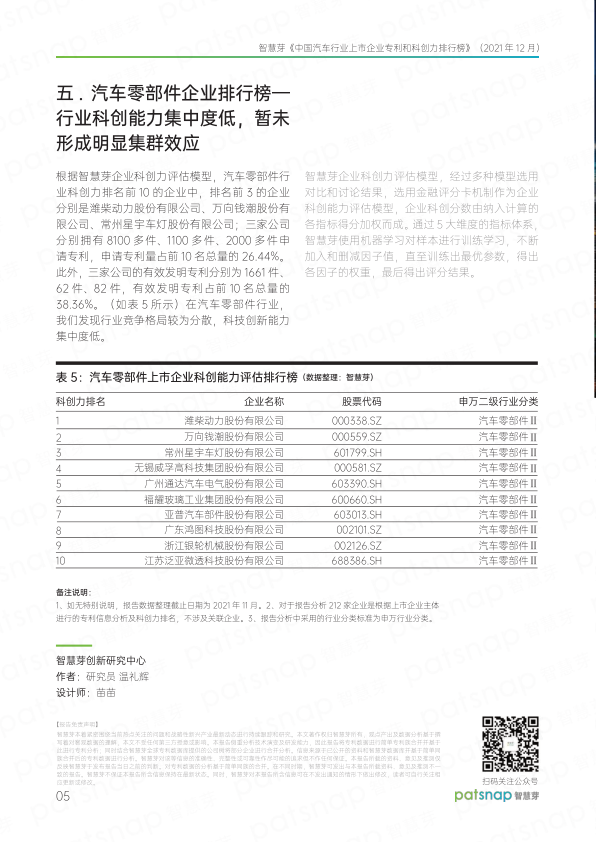 智慧芽《中国汽车行业上市企业专利和科创力排行榜》（2021 年 12 月）
五 . 汽车零部件企业排行榜—
行业科创能力集中度低，暂未
形成明显集群效应
根据智慧芽企业科创力评估模型，汽车零部件行
业科创力排名前 10 的企业中，排名前 3 的企业
分别是潍柴动力股份有限公司、万向钱潮股份有
限公司、常州星宇车灯股份有限公司；三家公司
分别拥有 8100 多件、1100 多件、2000 多件申
请专利，申请专利量占前 10 名总量的 26.44%。
此外，三家公司的有效发明专利分别为 1661 件、
62 件、82 件，有效发明专利占前 10 名总量的
38.36%。（如表 5 所示）在汽车零部件行业，
我们发现行业竞争格局较为分散，科技创新能力
集中度低。
智慧芽企业科创力评估模型，经过多种模型选用
对比和讨论结果，选用金融评分卡机制作为企业
科创能力评估模型，企业科创分数由纳入计算的
各指标得分加权而成。通过 5 大维度的指标体系，
智慧芽使用机器学习对样本进行训练学习，不断
加入和删减因子值，直至训练出最优参数，得出
各因子的权重，最后得出评分结果。
表 5：汽车零部件上市企业科创能力评估排行榜（数据整理：智慧芽）
科创力排名 企业名称 股票代码 申万二级行业分类
1 潍柴动力股份有限公司 000338.SZ 汽车零部件Ⅱ
2 万向钱潮股份有限公司 000559.SZ 汽车零部件Ⅱ
3 常州星宇车灯股份有限公司 601799.SH 汽车零部件Ⅱ
4 无锡威孚高科技集团股份有限公司 000581.SZ 汽车零部件Ⅱ
5 广州通达汽车电气股份有限公司 603390.SH 汽车零部件Ⅱ
6 福耀玻璃工业集团股份有限公司 600660.SH 汽车零部件Ⅱ
7 亚普汽车部件股份有限公司 603013.SH 汽车零部件Ⅱ
8 广东鸿图科技股份有限公司 002101.SZ 汽车零部件Ⅱ
9 浙江银轮机械股份有限公司 002126.SZ 汽车零部件Ⅱ
10 江苏泛亚微透科技股份有限公司 688386.SH 汽车零部件Ⅱ
备注说明：
1、如无特别说明，报告数据整理截止日期为 2021 年 11 月。2、对于报告分析 212 家企业是根据上市企业主体
进行的专利信息分析及科创力排名，不涉及关联企业。3、报告分析中采用的行业分类标准为申万行业分类。
智慧芽创新研究中心
作者：研究员 温礼辉
设计师：苗苗
【报告免责声明】
扫码关注公众号
patsnap 智慧芽
05